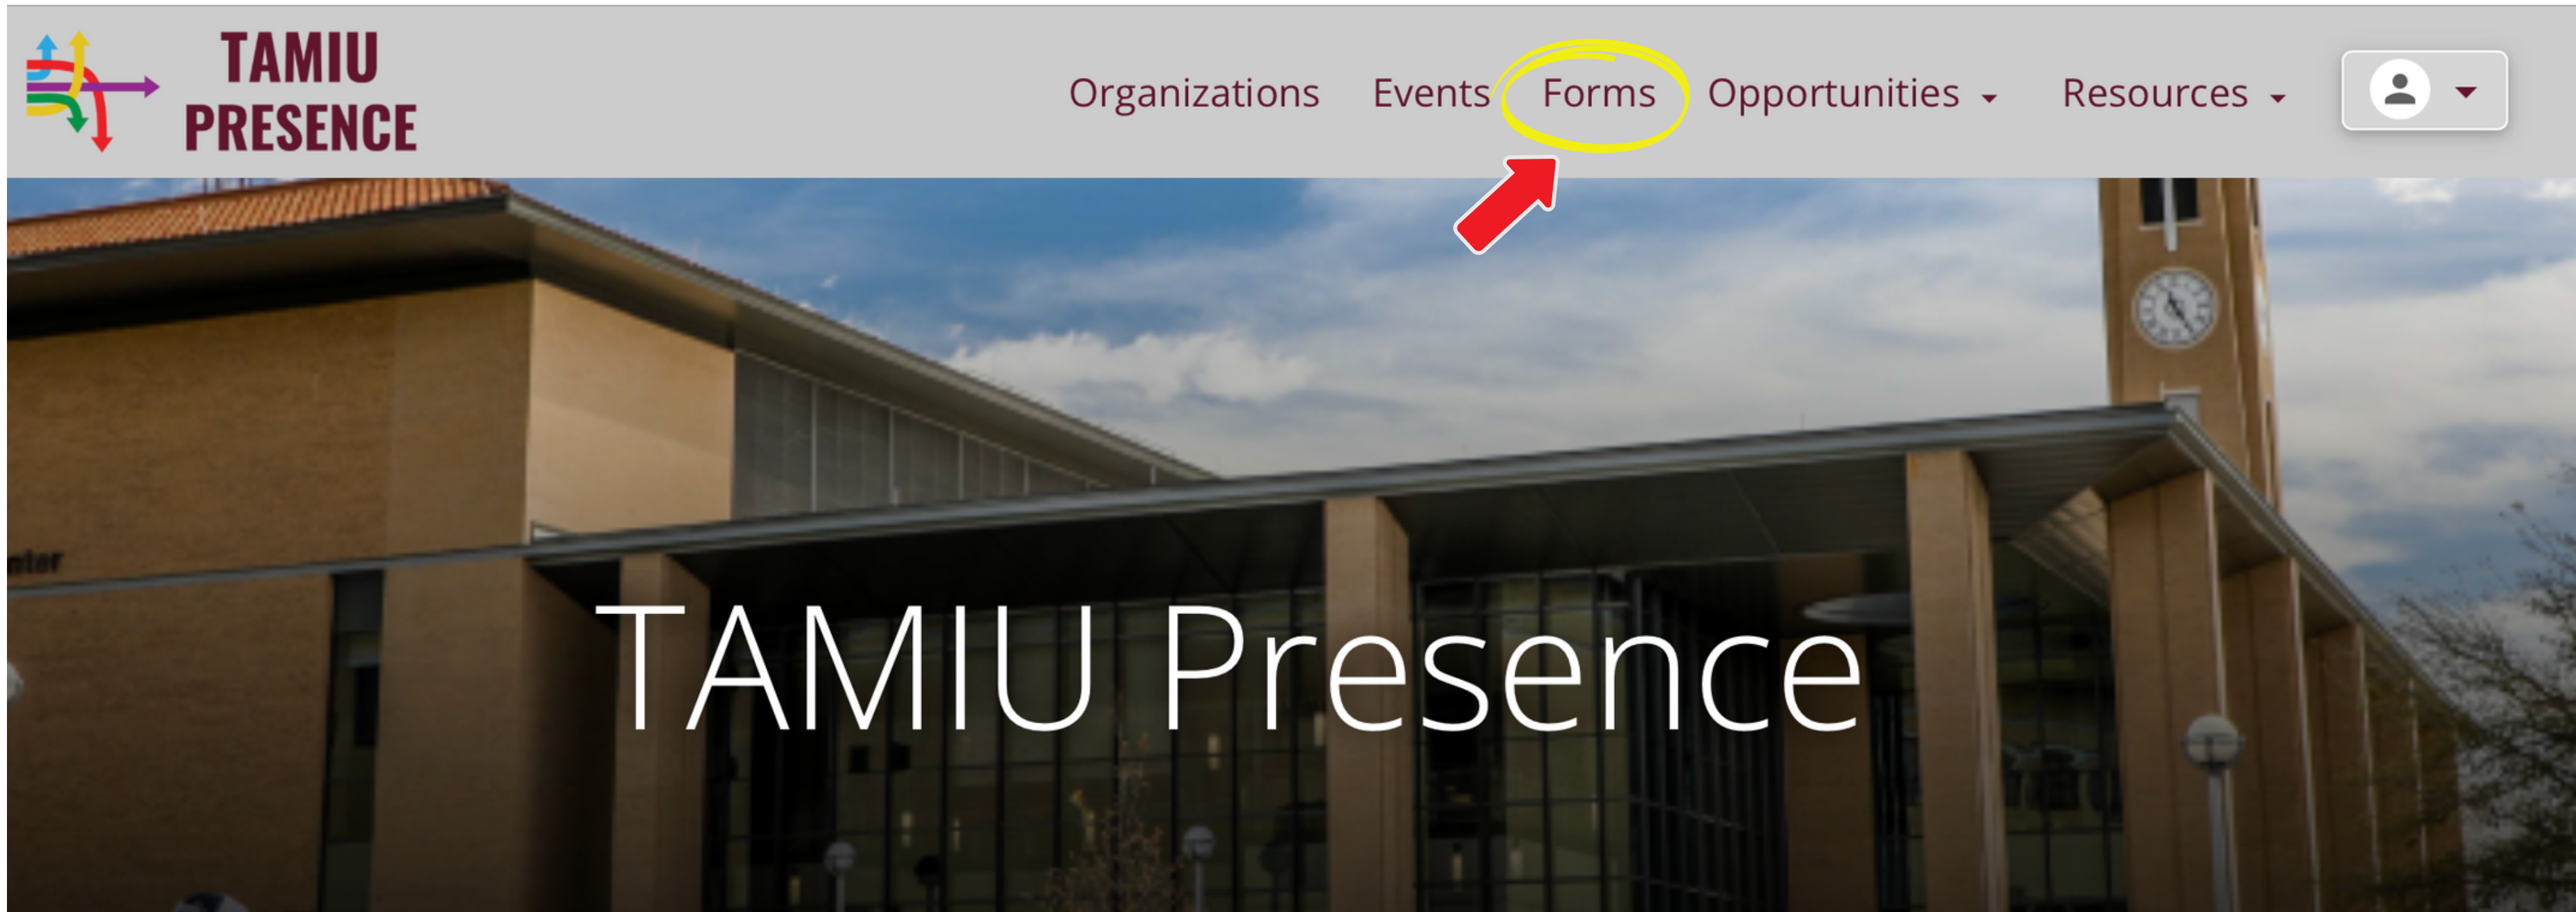 TAMIU
PRESENCE
Organizations Events Forms Opportunities Resources
TAMIU Presence